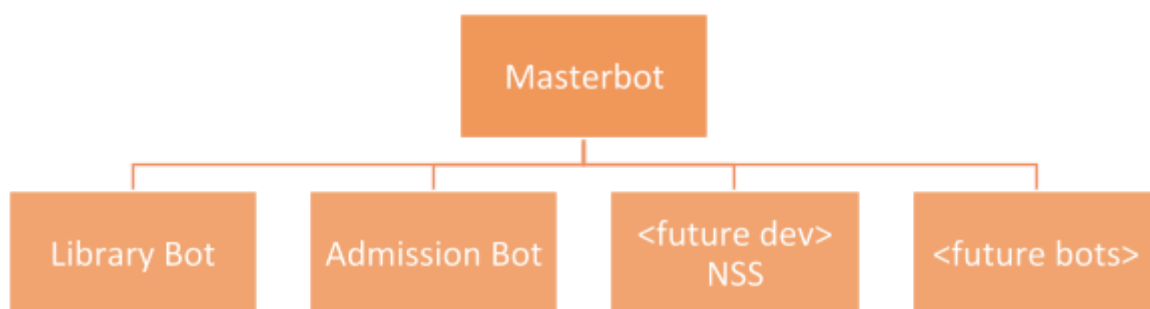 Masterbot
Library Bot
Admission Bot
<future dev>
NSS
<future bots>